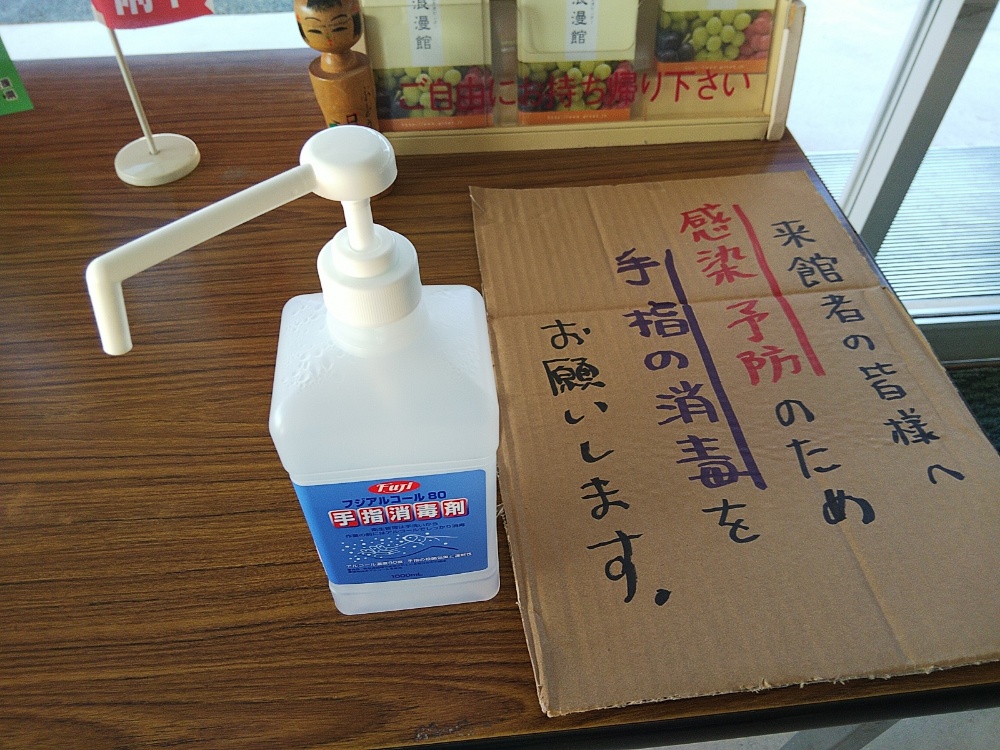 浪漫館
浪漫館
ご自由にお持ち帰り下さい
来館者の皆様へ
感染予防のため
手指の消毒を
お願いします。
Fuji
フジアルコール80
手指消毒剤
1000mL